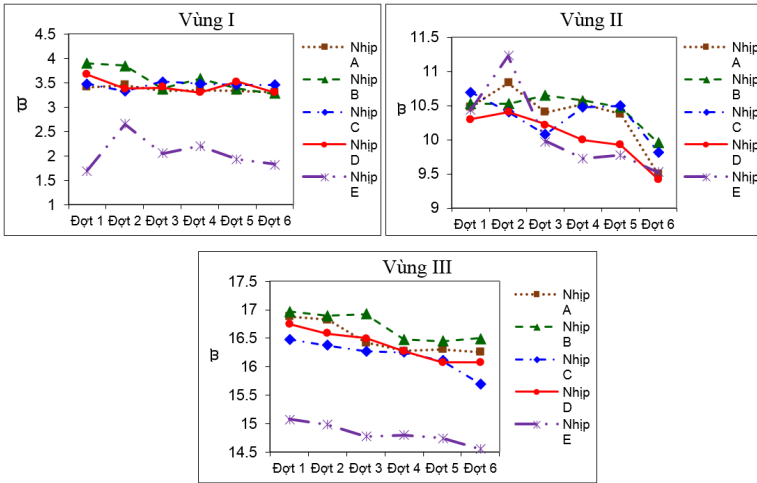 Vùng I
4.5
4
3.5
3
2.5
2
1.5
1
ϖ
Đợt 1 Đợt 2 Đợt 3 Đợt 4 Đợt 5 Đợt 6
Nhịp
A
Nhịp
B
Nhịp
C
Nhịp
D
Nhịp
E
Vùng II
11.5
11
10.5
10
9.5
9
ϖ
Đợt 1 Đợt 2 Đợt 3 Đợt 4 Đợt 5 Đợt 6
Nhịp
A
Nhịp
B
Nhịp
C
Nhịp
D
Nhịp
E
Vùng III
17.5
17
16.5
16
15.5
15
14.5
ϖ
Đợt 1 Đợt 2 Đợt 3 Đợt 4 Đợt 5 Đợt 6
Nhịp
A
Nhịp
B
Nhịp
C
Nhịp
D
Nhịp
E